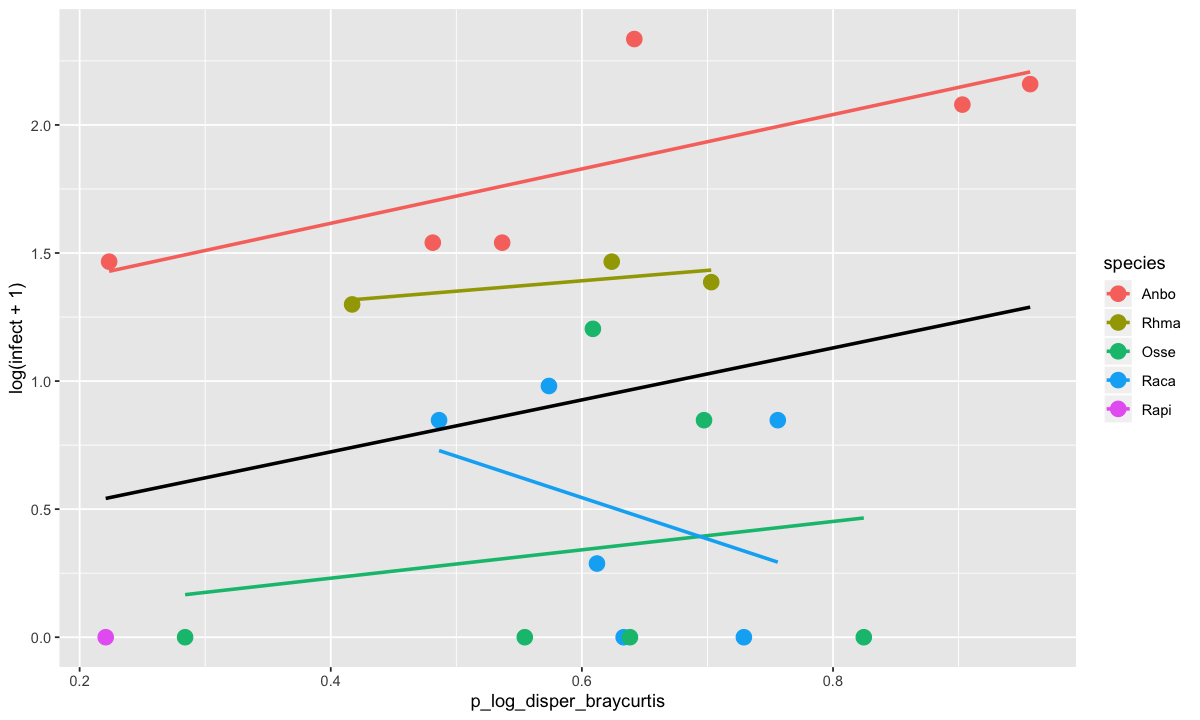 log(infect + 1)
2.0
1.5
1.0
0.5
0.0
0.2
0.4
0.6
0.8
p_log_disper_braycurtis
species
Anbo
Rhma
Osse
Raca
Rapi